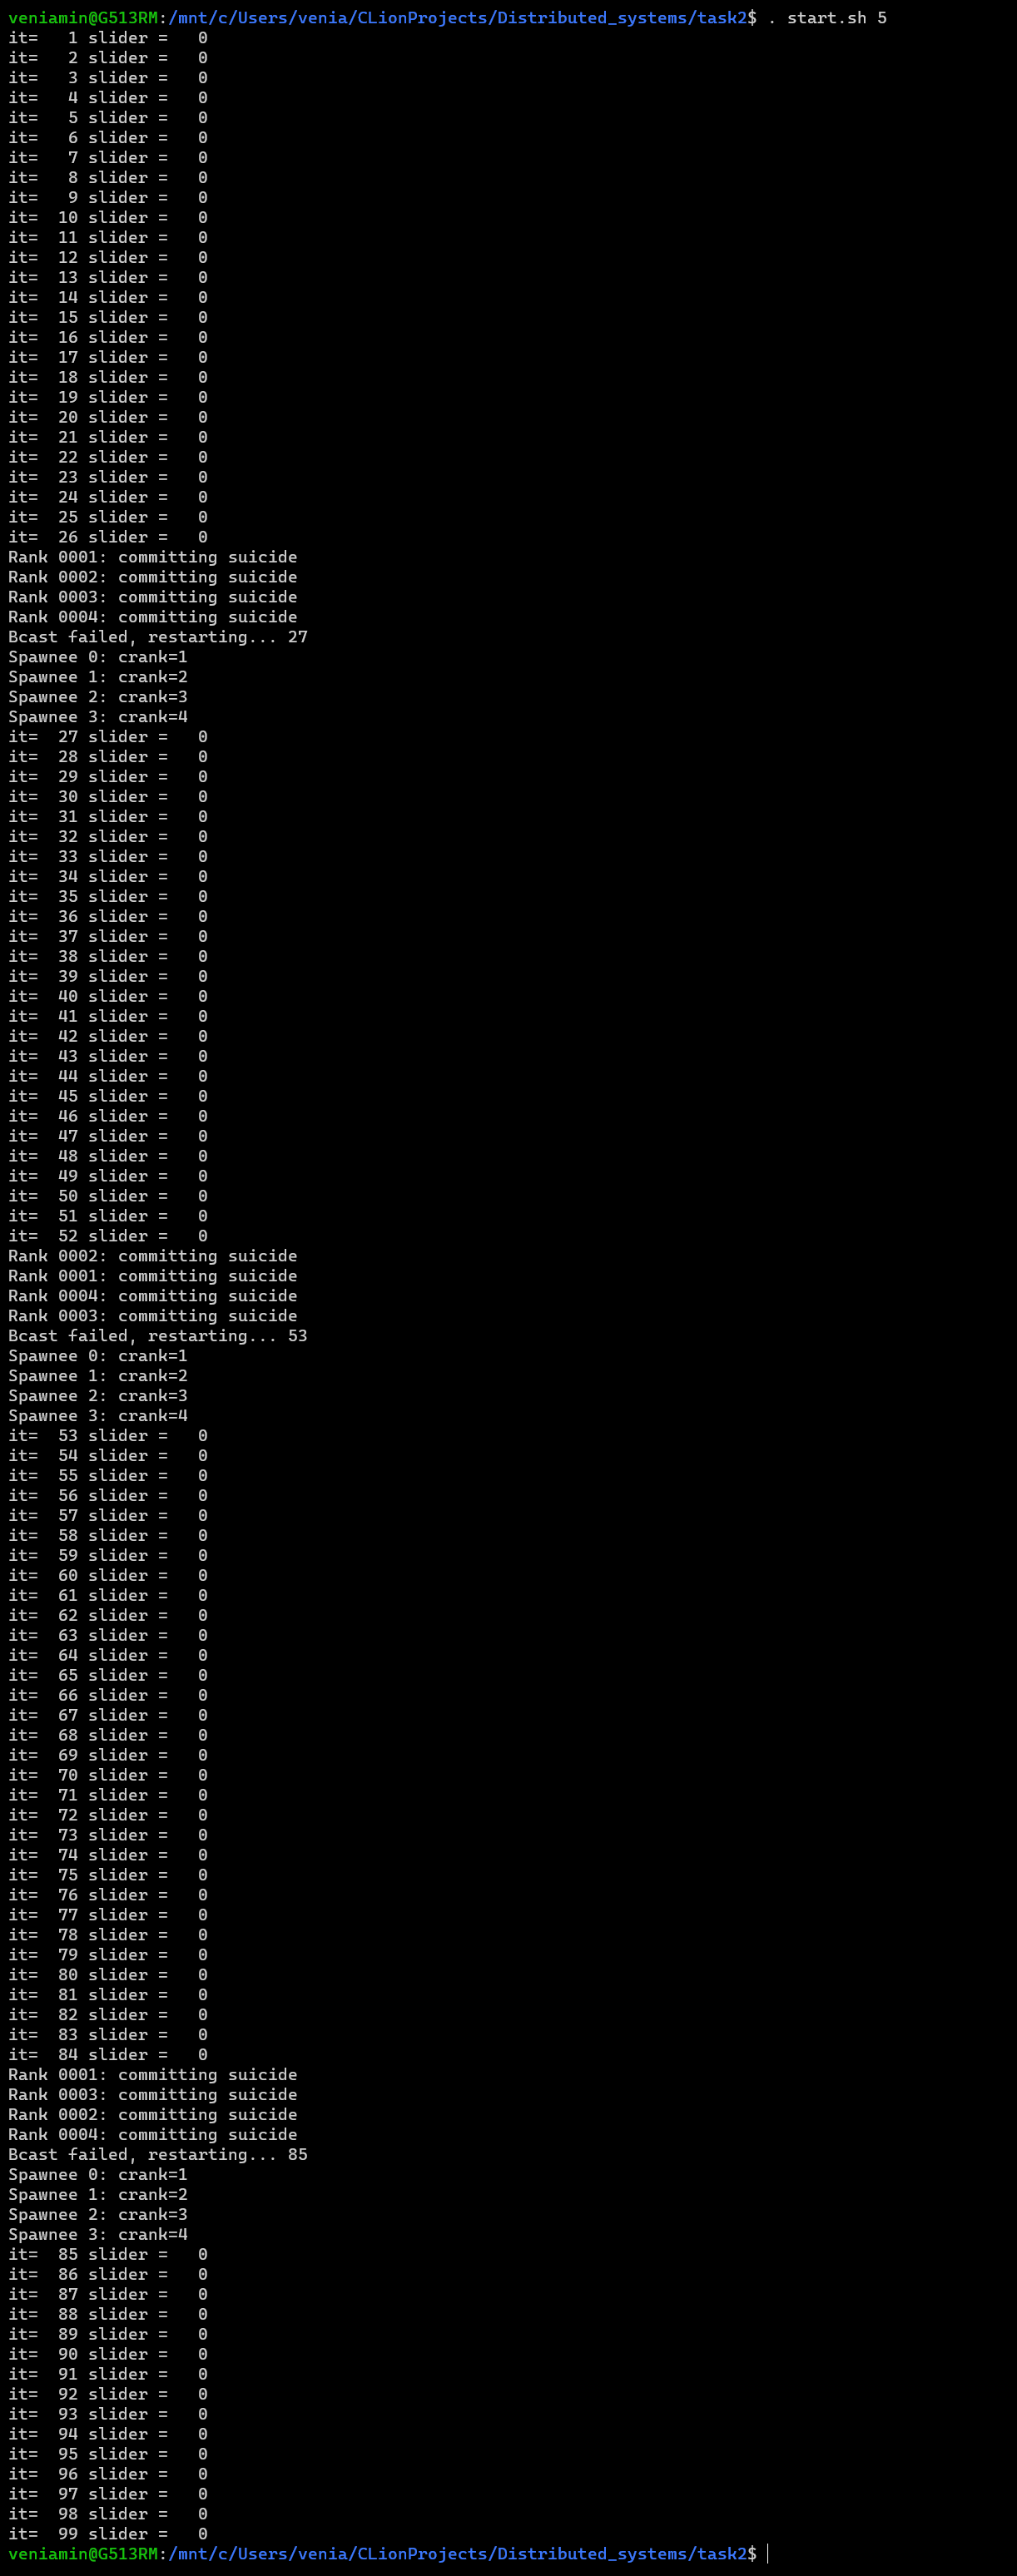 veniamin@G513RM:/mnt/c/Users/venia/CLionProjects/Distributed_systems/task2$ . start.sh 5
it=   1 slider =   0
it=   2 slider =   0
it=   3 slider =   0
it=   4 slider =   0
it=   5 slider =   0
it=   6 slider =   0
it=   7 slider =   0
it=   8 slider =   0
it=   9 slider =   0
it=  10 slider =   0
it=  11 slider =   0
it=  12 slider =   0
it=  13 slider =   0
it=  14 slider =   0
it=  15 slider =   0
it=  16 slider =   0
it=  17 slider =   0
it=  18 slider =   0
it=  19 slider =   0
it=  20 slider =   0
it=  21 slider =   0
it=  22 slider =   0
it=  23 slider =   0
it=  24 slider =   0
it=  25 slider =   0
it=  26 slider =   0
Rank 0001: committing suicide
Rank 0002: committing suicide
Rank 0003: committing suicide
Rank 0004: committing suicide
Bcast failed, restarting... 27
Spawnee 0: crank=1
Spawnee 1: crank=2
Spawnee 2: crank=3
Spawnee 3: crank=4
it=  27 slider =   0
it=  28 slider =   0
it=  29 slider =   0
it=  30 slider =   0
it=  31 slider =   0
it=  32 slider =   0
it=  33 slider =   0
it=  34 slider =   0
it=  35 slider =   0
it=  36 slider =   0
it=  37 slider =   0
it=  38 slider =   0
it=  39 slider =   0
it=  40 slider =   0
it=  41 slider =   0
it=  42 slider =   0
it=  43 slider =   0
it=  44 slider =   0
it=  45 slider =   0
it=  46 slider =   0
it=  47 slider =   0
it=  48 slider =   0
it=  49 slider =   0
it=  50 slider =   0
it=  51 slider =   0
it=  52 slider =   0
Rank 0002: committing suicide
Rank 0001: committing suicide
Rank 0004: committing suicide
Rank 0003: committing suicide
Bcast failed, restarting... 53
Spawnee 0: crank=1
Spawnee 1: crank=2
Spawnee 2: crank=3
Spawnee 3: crank=4
it=  53 slider =   0
it=  54 slider =   0
it=  55 slider =   0
it=  56 slider =   0
it=  57 slider =   0
it=  58 slider =   0
it=  59 slider =   0
it=  60 slider =   0
it=  61 slider =   0
it=  62 slider =   0
it=  63 slider =   0
it=  64 slider =   0
it=  65 slider =   0
it=  66 slider =   0
it=  67 slider =   0
it=  68 slider =   0
it=  69 slider =   0
it=  70 slider =   0
it=  71 slider =   0
it=  72 slider =   0
it=  73 slider =   0
it=  74 slider =   0
it=  75 slider =   0
it=  76 slider =   0
it=  77 slider =   0
it=  78 slider =   0
it=  79 slider =   0
it=  80 slider =   0
it=  81 slider =   0
it=  82 slider =   0
it=  83 slider =   0
it=  84 slider =   0
Rank 0001: committing suicide
Rank 0003: committing suicide
Rank 0002: committing suicide
Rank 0004: committing suicide
Bcast failed, restarting... 85
Spawnee 0: crank=1
Spawnee 1: crank=2
Spawnee 2: crank=3
Spawnee 3: crank=4
it=  85 slider =   0
it=  86 slider =   0
it=  87 slider =   0
it=  88 slider =   0
it=  89 slider =   0
it=  90 slider =   0
it=  91 slider =   0
it=  92 slider =   0
it=  93 slider =   0
it=  94 slider =   0
it=  95 slider =   0
it=  96 slider =   0
it=  97 slider =   0
it=  98 slider =   0
it=  99 slider =   0
veniamin@G513RM:/mnt/c/Users/venia/CLionProjects/Distributed_systems/task2$